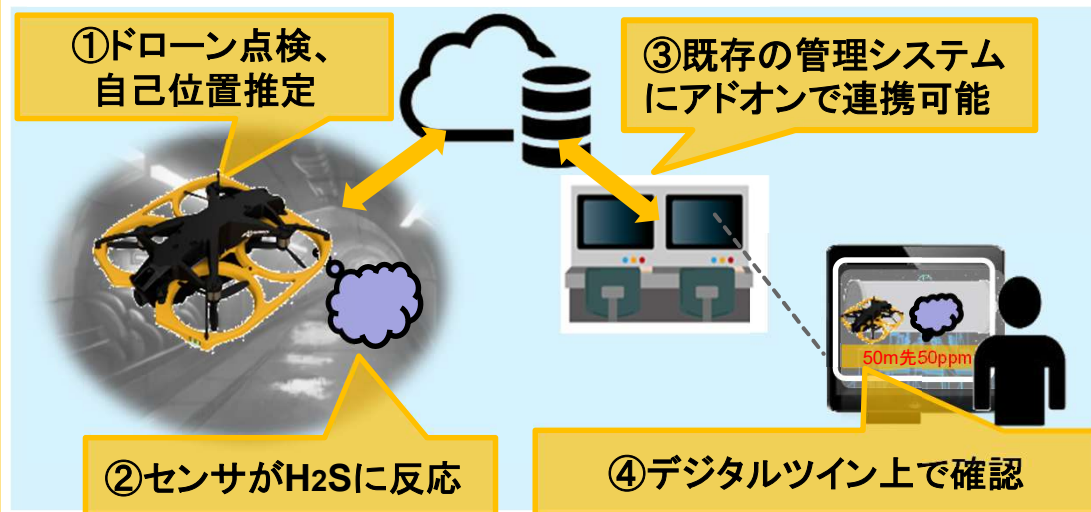 ①ドローン点検、
自己位置推定
③既存の管理システム
にアドオンで連携可能
50m先50ppm
②センサがH2Sに反応
④デジタルツイン上で確認